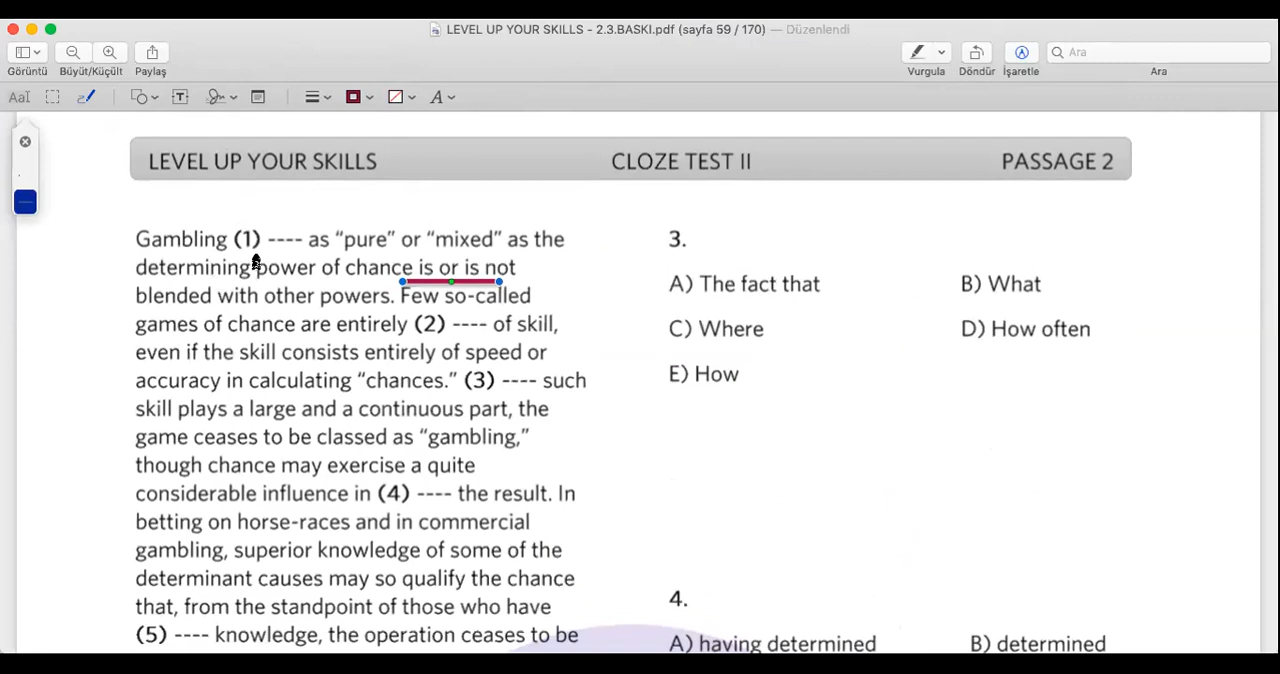 LEVEL UP YOUR SKILLS - 2.3.BASKI.pdf (sayfa 59 / 170) — Düzenlendi
Görüntü
Büyüt/Küçült
Paylaş
Vurgula
Döndür
İşaretle
Ara
Ara
LEVEL UP YOUR SKILLS
CLOZE TEST II
PASSAGE 2
Gambling (1) ---- as “pure” or “mixed” as the
determining power of chance is or is not
blended with other powers. Few so-called
games of chance are entirely (2) ---- of skill,
even if the skill consists entirely of speed or
accuracy in calculating “chances.” (3) ---- such
skill plays a large and a continuous part, the
game ceases to be classed as “gambling,”
though chance may exercise a quite
considerable influence in (4) ---- the result. In
betting on horse-races and in commercial
gambling, superior knowledge of some of the
determinant causes may so qualify the chance
that, from the standpoint of those who have
(5) ---- knowledge, the operation ceases to be
3.
A) The fact that
B) What
C) Where
D) How often
E) How
4.
A) having determined
B) determined